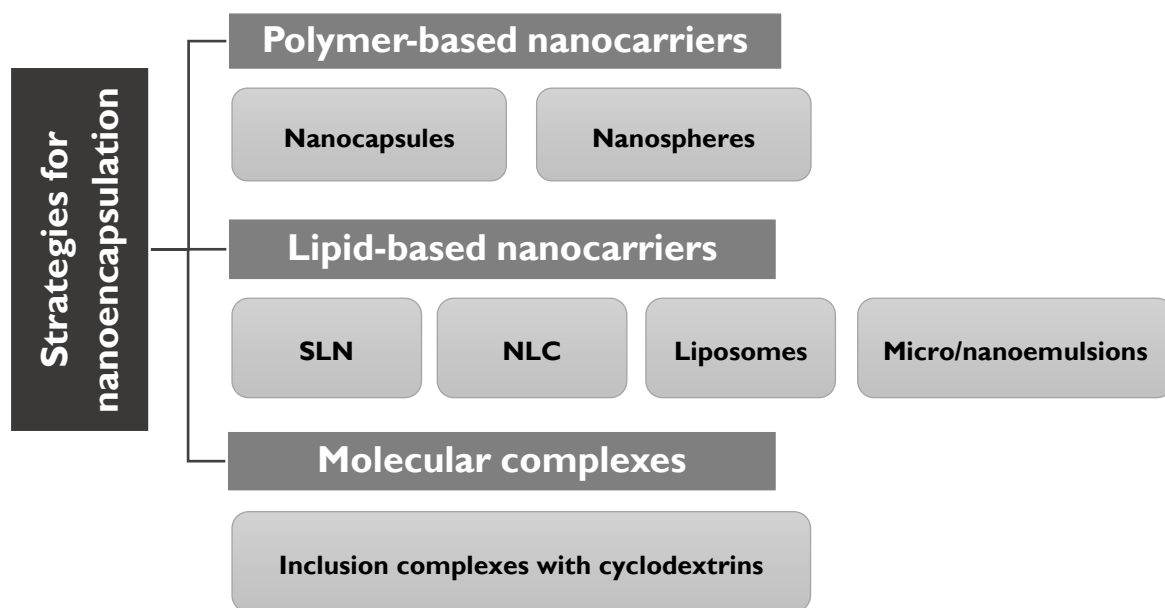 Strategies for
nanoencapsulation
Polymer-based nanocarriers
Nanocapsules
Nanospheres
Lipid-based nanocarriers
SLN
NLC
Liposomes
Micro/nanoemulsions
Molecular complexes
Inclusion complexes with cyclodextrins